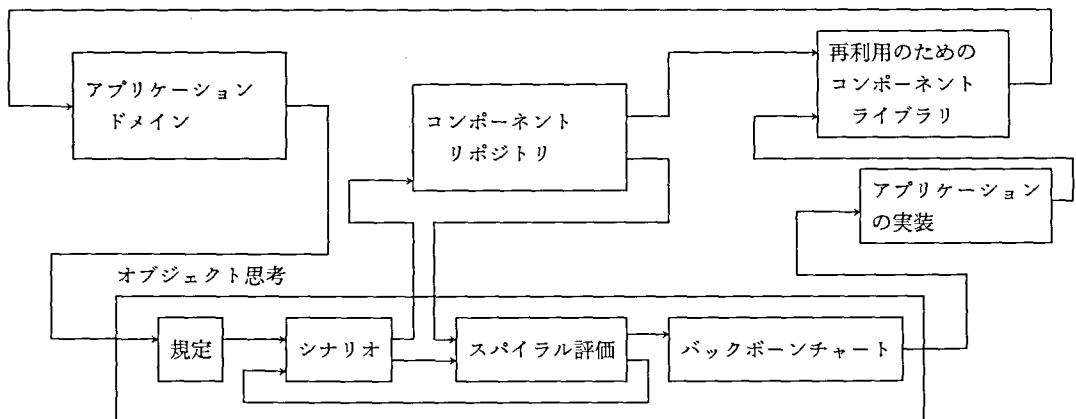 アプリケーション
ドメイン
コンポーネント
リポジトリ
再利用のための
コンポーネント
ライブラリ
アプリケーション
の実装
オブジェクト思考
規定
シナリオ
スパイラル評価
バックボーンチャート